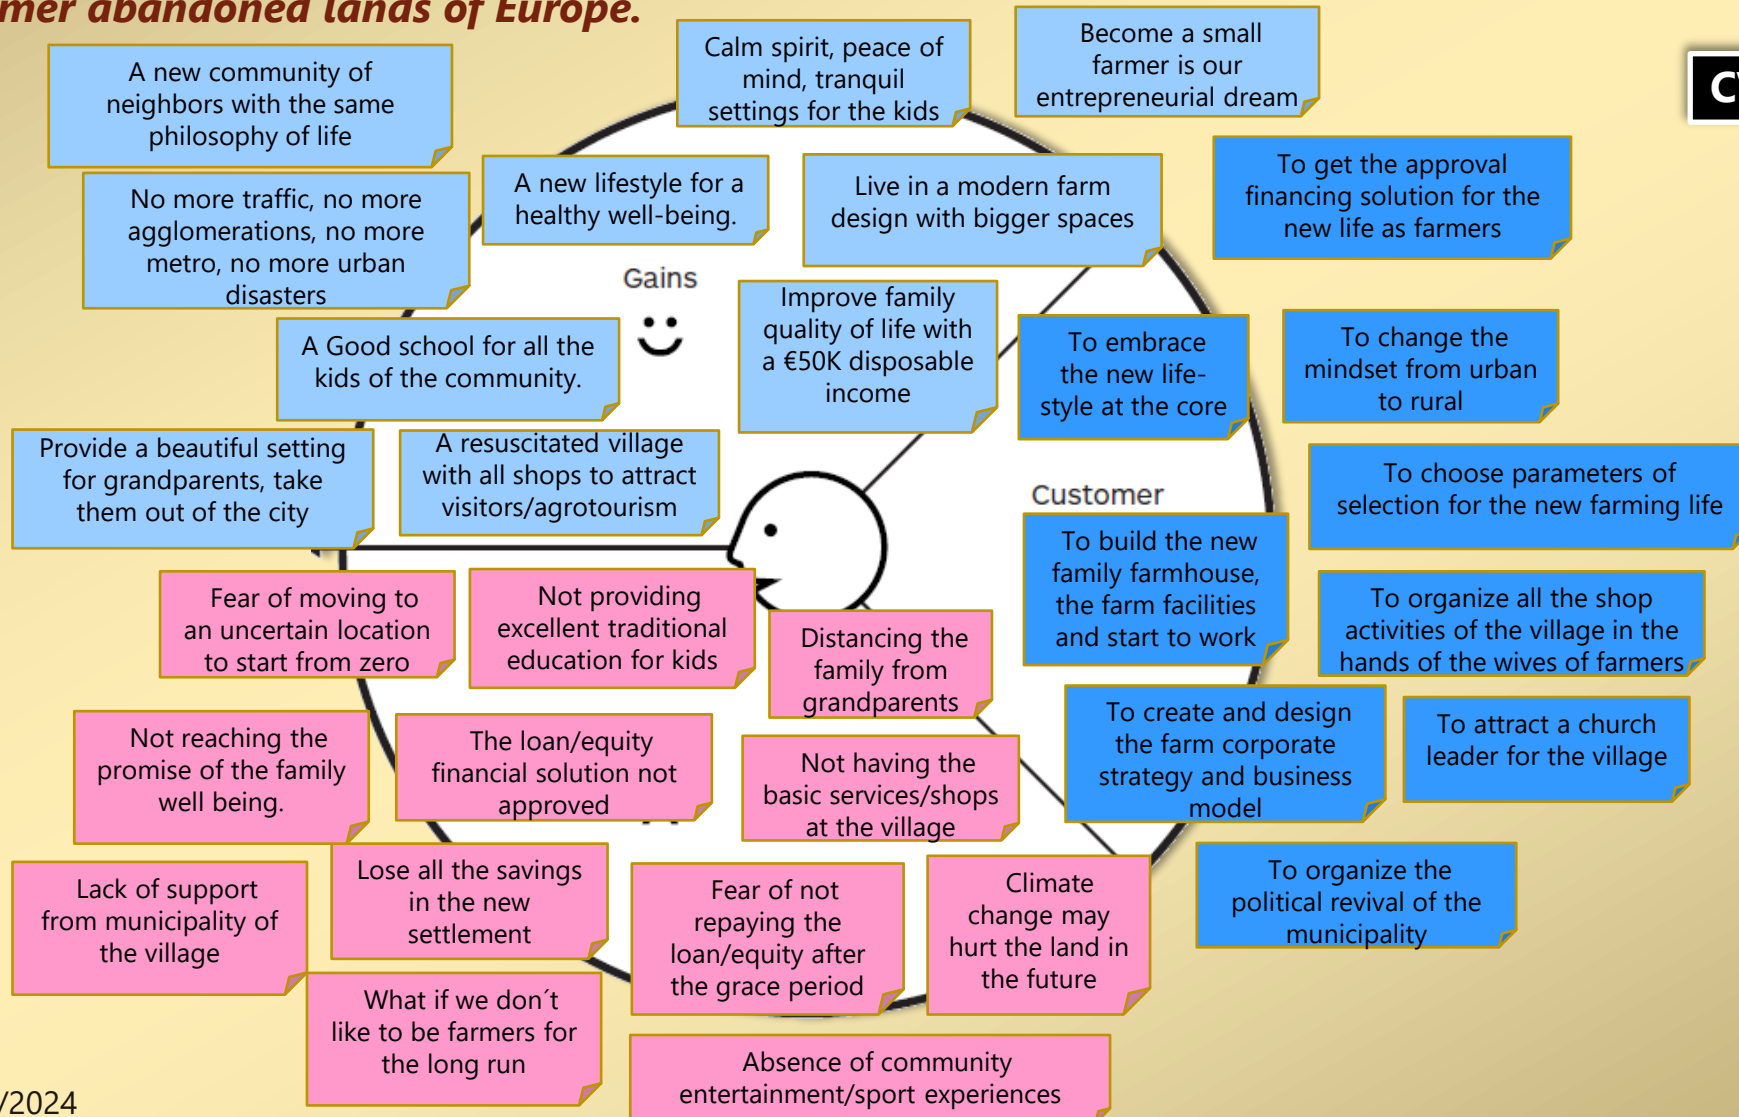 mer abandoned lands of Europe.
A new community of
neighbors with the same
philosophy of life
Calm spirit, peace of
mind, tranquil
settings for the kids
Become a small
farmer is our
entrepreneurial dream
No more traffic, no more
agglomerations, no more
metro, no more urban
disasters
A new lifestyle for a
healthy well-being.
Live in a modern farm
design with bigger spaces
To get the approval
financing solution for the
new life as farmers
Gains
A Good school for all the
kids of the community.
Improve family
quality of life with
a €50K disposable
income
To embrace
the new life-
style at the core
To change the
mindset from urban
to rural
Provide a beautiful setting
for grandparents, take
them out of the city
A resuscitated village
with all shops to attract
visitors/agrotourism
Customer
To choose parameters of
selection for the new farming life
To build the new
family farmhouse,
the farm facilities
and start to work
To organize all the shop
activities of the village in the
hands of the wives of farmers
Fear of moving to
an uncertain location
to start from zero
Not providing
excellent traditional
education for kids
Distancing the
family from
grandparents
To create and design
the farm corporate
strategy and business
model
To attract a church
leader for the village
Not reaching the
promise of the family
well being.
The loan/equity
financial solution not
approved
Not having the
basic services/shops
at the village
To organize the
political revival of the
municipality
Lack of support
from municipality of
the village
Lose all the savings
in the new
settlement
Fear of not
repaying the
loan/equity after
the grace period
Climate
change may
hurt the land in
the future
What if we don´t
like to be farmers for
the long run
Absence of community
entertainment/sport experiences
/2024